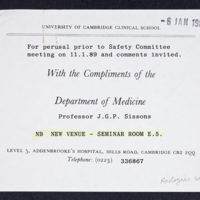 UNIVERSITY OF CAMBRIDGE CLINICAL SCHOOL
-6 JAN
For perusal prior to Safety Committee
meeting on 11.1.89 and comments invited.
With the Compliments of the
Department of Medicine
Professor J.G.P. Sissons
NB NEW VENUE - SEMINAR ROOM E.5.
LEVEL 5, ADDENBROOKE'S HOSPITAL, HILLS ROAD, CAMBRIDGE CB2 2QQ
Telephone: (0223) 336867